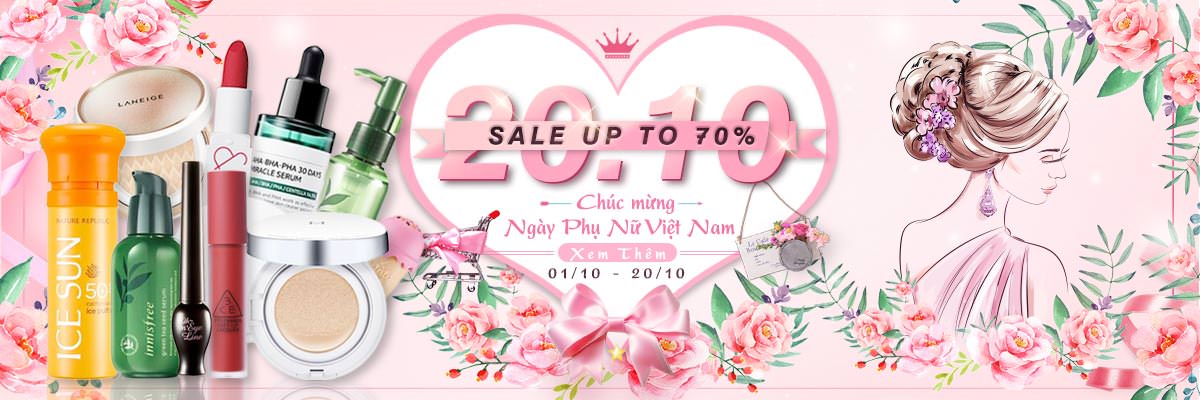 20.10
SALE UP TO 70%
Chúc mừng
Ngày Phụ Nữ Việt Nam
Xem Thêm
01/10 - 20/10
LANEIGE
AHA·BHA·PHA 30 DAYS
MIRACLE SERUM
NATURE REPUBLIC
ICE SUN
50+
innisfree
green tea seed serum